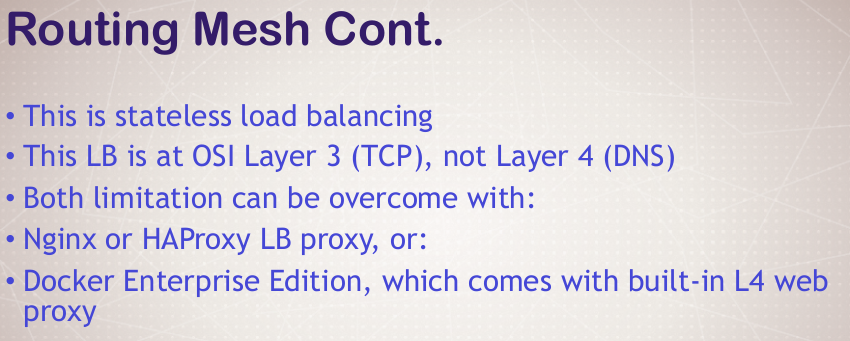 Routing Mesh Cont.
• This is stateless load balancing
• This LB is at OSI Layer 3 (TCP), not Layer 4 (DNS)
• Both limitation can be overcome with:
• Nginx or HAProxy LB proxy, or:
• Docker Enterprise Edition, which comes with built-in L4 web
proxy